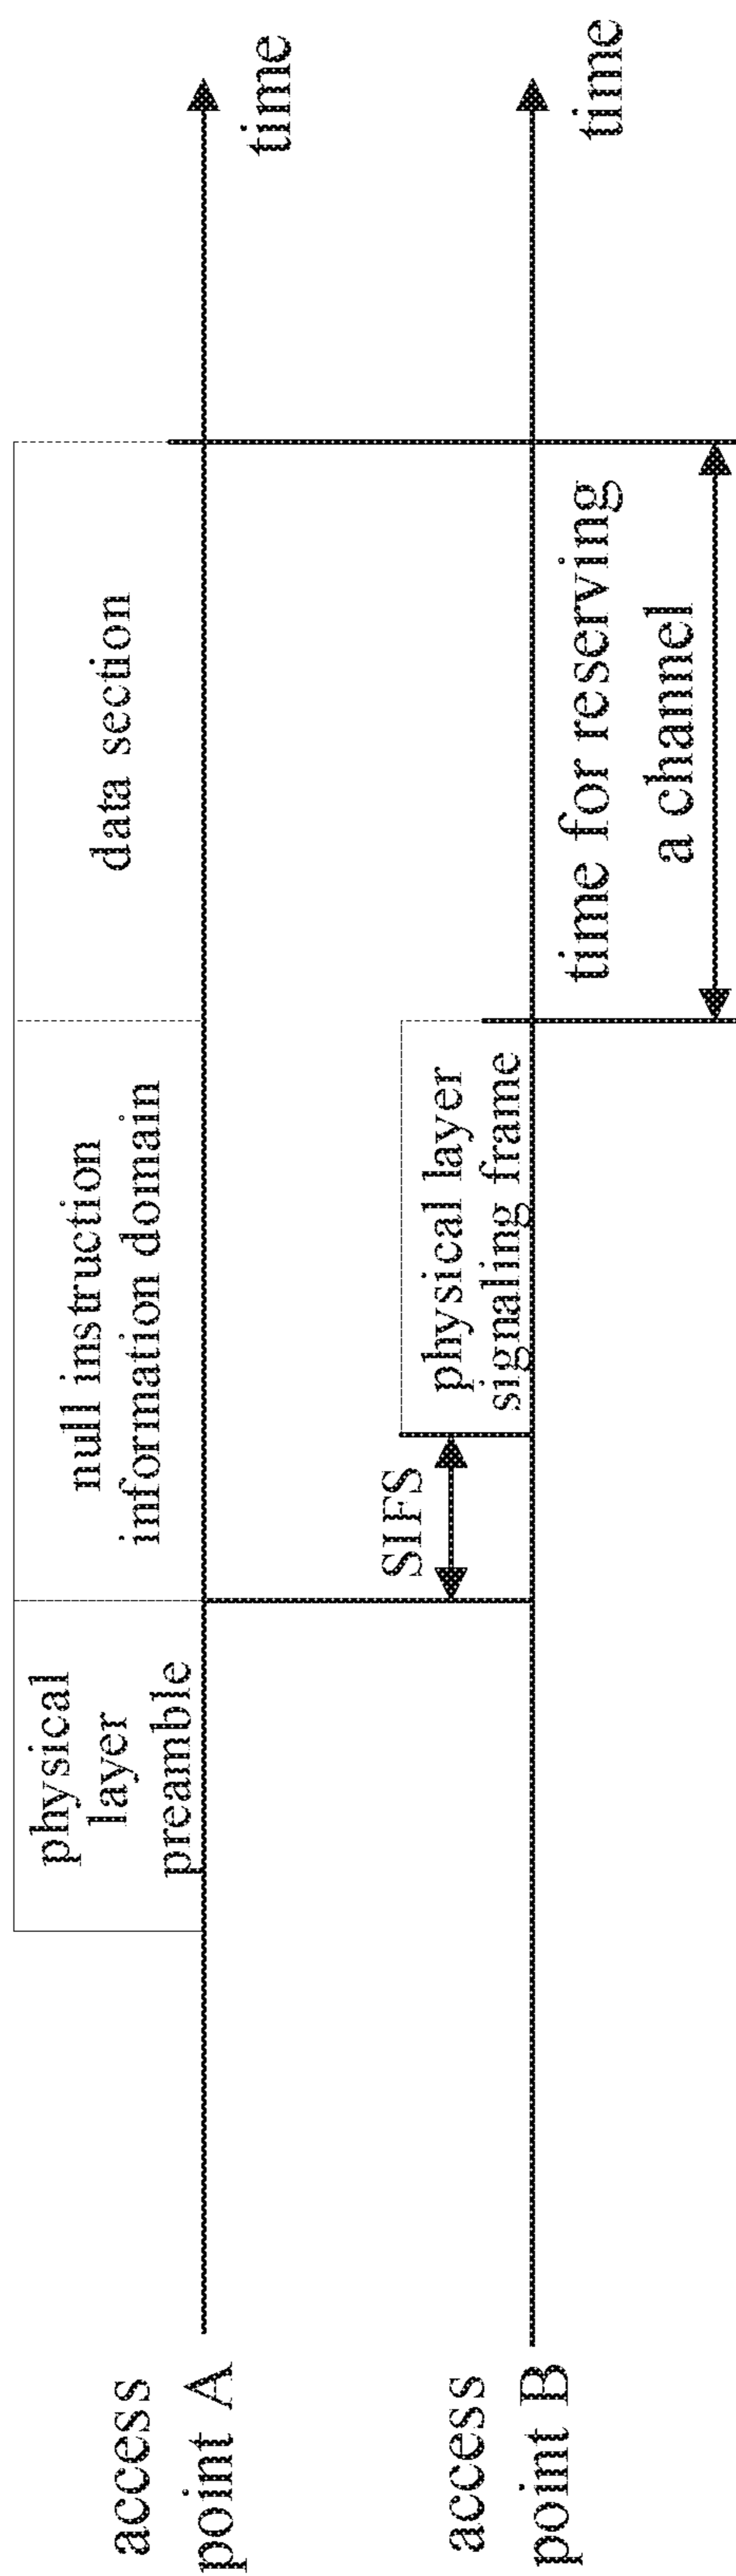 physical
layer
preamble
null instruction
information domain
data section
access
point A
time
SIFS
physical layer
signaling frame
access
point B
time
time for reserving
a channel